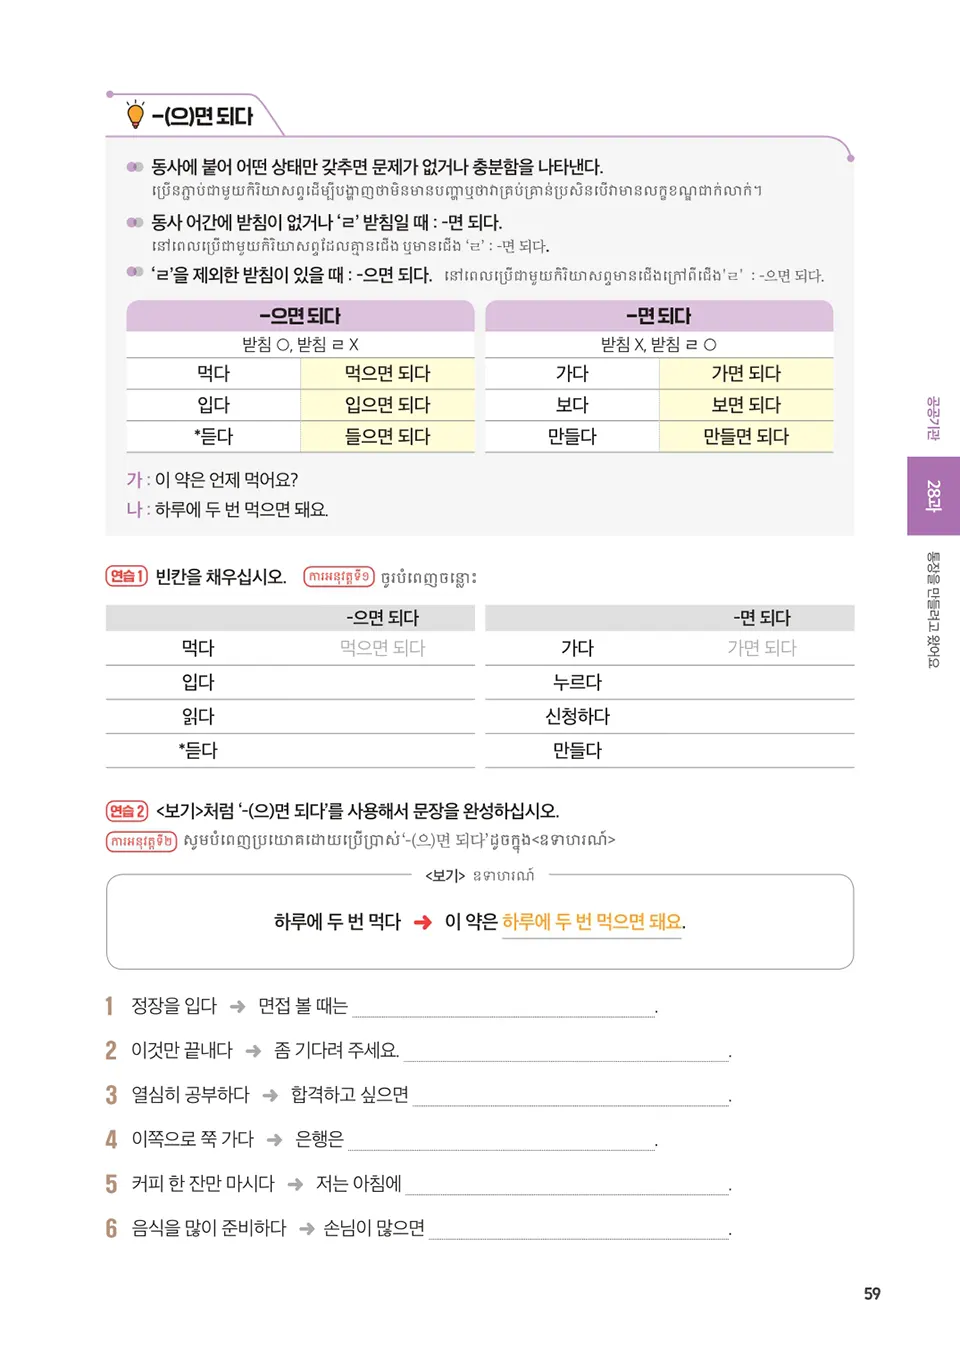 -(으)면 되다
동사에 붙어 어떤 상태만 갖추면 문제가 없거나 충분함을 나타낸다.
ប្រើនភ្ជាប់ជាមួយកិរិយាសព្ទដើម្បីបង្ហាញថាមិនមានបញ្ហាឬថាវាគ្រប់គ្រាន់ប្រសិនបើវាមានលក្ខខណ្ឌជាក់លាក់។
동사 어간에 받침이 없거나 ‘ㄹ’ 받침일 때 : -면 되다.
នៅពេលប្រើជាមួយកិរិយាសព្ទដែលគ្មានជើង ឬមានជើង ‘ㄹ’ : -면 되다.
‘ㄹ’을 제외한 받침이 있을 때 : -으면 되다. នៅពេលប្រើជាមួយកិរិយាសព្ទមានជើងក្រៅពីជើង'ㄹ' : -으면 되다.
-으면 되다 -면 되다
받침 ○, 받침 ㄹ X 받침 X, 받침 ㄹ ○
먹다 먹으면 되다 가다 가면 되다
입다 입으면 되다 보다 보면 되다
*듣다 들으면 되다 만들다 만들면 되다
가 : 이 약은 언제 먹어요?
나 : 하루에 두 번 먹으면 돼요.
연습 1 빈칸을 채우십시오. ការអនុវត្តទី១ ចូរបំពេញចន្លោះ
-으면 되다 -면 되다
먹다 먹으면 되다 가다 가면 되다
입다 누르다
읽다 신청하다
*듣다 만들다
연습 2 <보기>처럼 ‘-(으)면 되다’를 사용해서 문장을 완성하십시오.
ការអនុវត្តទី២ សូមបំពេញប្រយោគដោយប្រើប្រាស់ ‘-(으)면 되다’ ដូចក្នុង<ឧទាហរណ៍>
<보기> ឧទាហរណ៍
하루에 두 번 먹다 ➜ 이 약은 하루에 두 번 먹으면 돼요.
1 정장을 입다 ➜ 면접 볼 때는 .
2 이것만 끝내다 ➜ 좀 기다려 주세요. .
3 열심히 공부하다 ➜ 합격하고 싶으면 .
4 이쪽으로 쭉 가다 ➜ 은행은 .
5 커피 한 잔만 마시다 ➜ 저는 아침에 .
6 음식을 많이 준비하다 ➜ 손님이 많으면 .
공공기관
28과
통장을 만들려고 왔어요
59